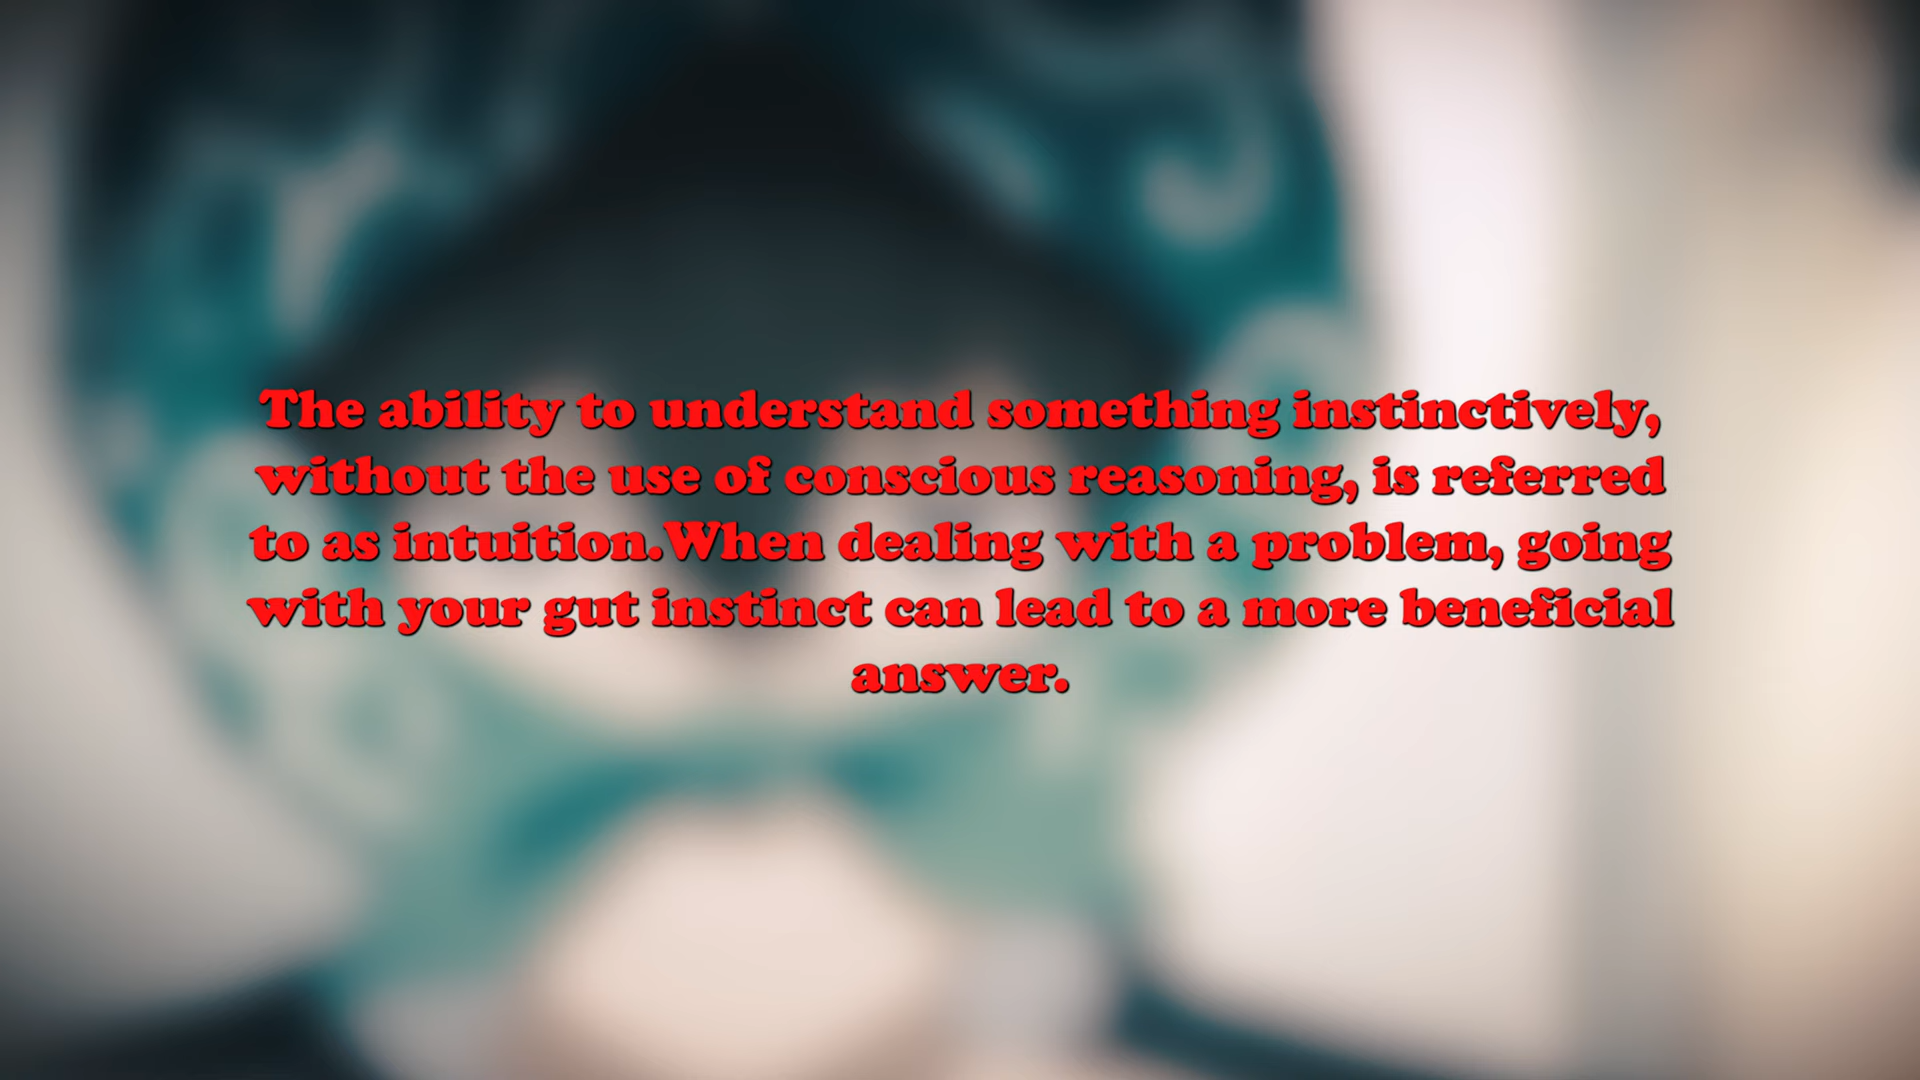 The ability to understand something instinctively,
without the use of conscious reasoning, is referred
to as intuition.When dealing with a problem, going
with your gut instinct can lead to a more beneficial
answer.